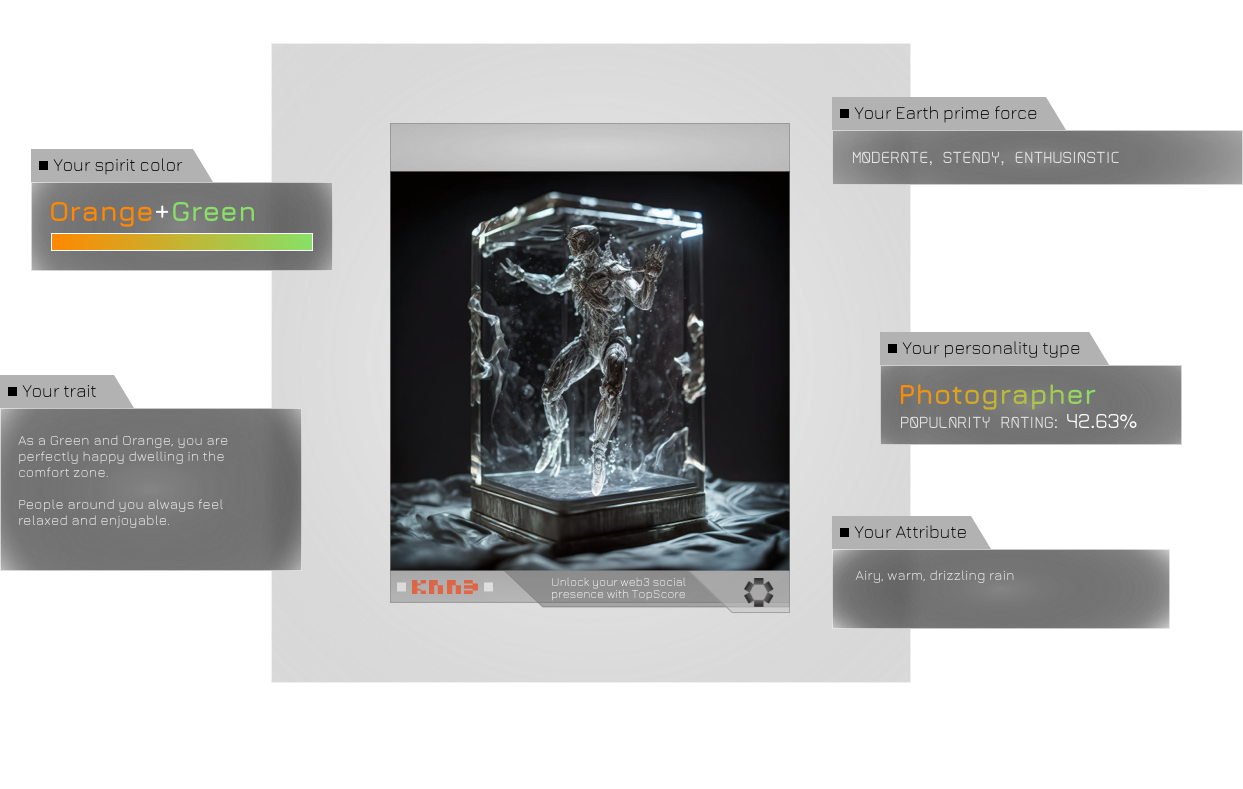 Your Earth prime force
MODERATE, STEADY, ENTHUSIASTIC
Your spirit color
Orange+Green
Your personality type
Photographer
POPULARITY RATING: 42.63%
Your trait
As a Green and Orange, you are
perfectly happy dwelling in the
comfort zone.
People around you always feel
relaxed and enjoyable.
Your Attribute
Airy, warm, drizzling rain
KNN3
Unlock your web3 social
presence with TopScore